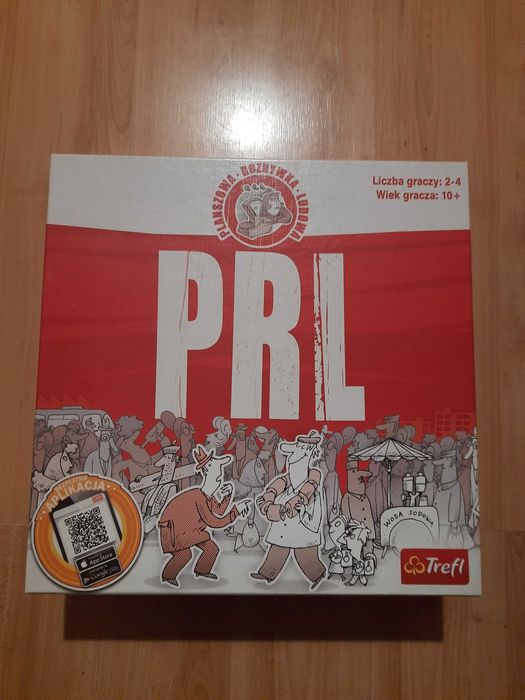 PLANSZOWA · ROZRYWKA · LUDOWA
Liczba graczy: 2-4
Wiek gracza: 10+
PRL
BEZPŁATNA
APLIKACJA
App Store
Google play
WODA SODOWA
Trefl